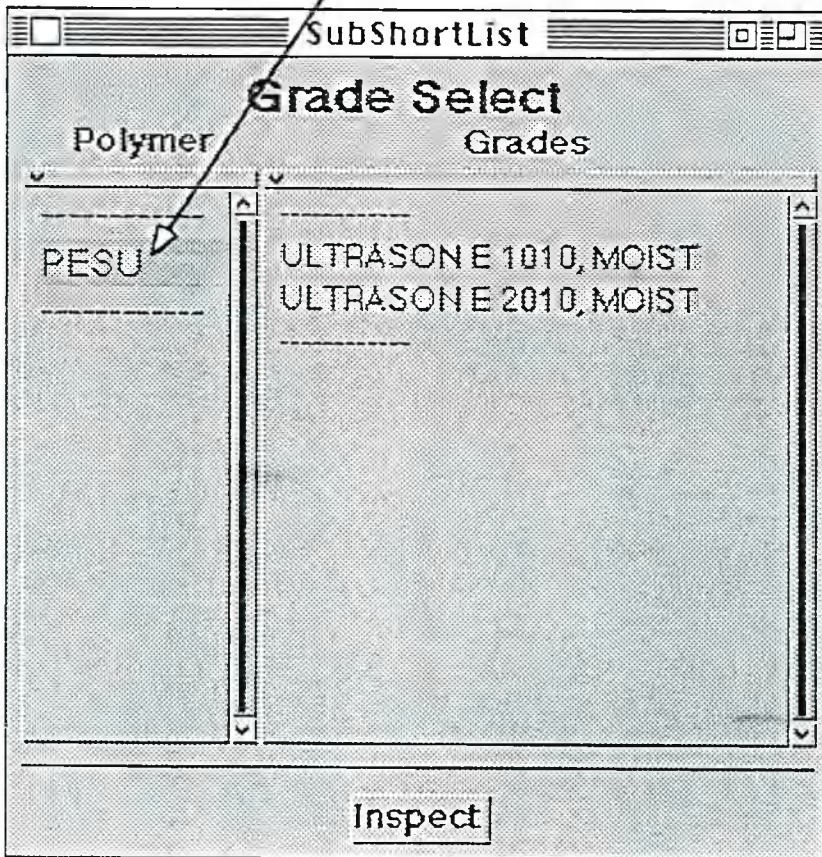 SubShortList
Grade Select
Polymer
Grades
PESU
ULTRASON E 1010, MOIST
ULTRASON E 2010, MOIST
Inspect